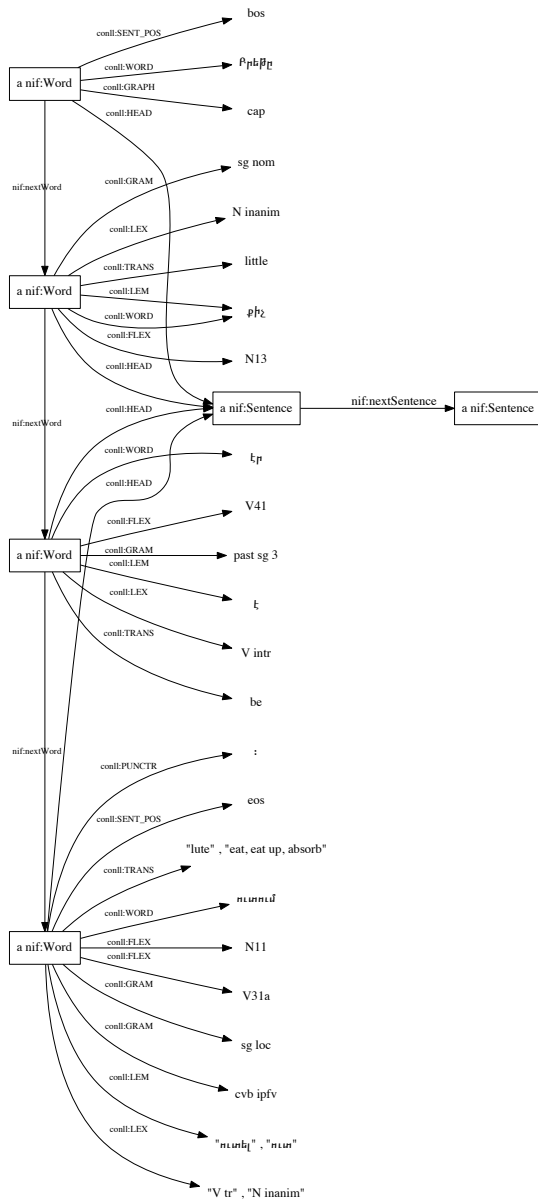 bos
conll:SENT_POS
conll:WORD
Քրեթը
a nif:Word
conll:GRAPH
cap
conll:HEAD
sg nom
conll:GRAM
nif:nextWord
N inanim
conll:LEX
conll:TRANS
little
a nif:Word
conll:LEM
conll:WORD
քիչ
conll:FLEX
N13
conll:HEAD
a nif:Sentence
nif:nextSentence
a nif:Sentence
conll:HEAD
nif:nextWord
conll:WORD
էր
conll:HEAD
V41
conll:FLEX
a nif:Word
conll:GRAM
past sg 3
conll:LEM
է
conll:LEX
V intr
conll:TRANS
be
nif:nextWord
conll:PUNCTR
:
eos
conll:SENT_POS
"lute" , "eat, eat up, absorb"
conll:TRANS
conll:WORD
ուտում
a nif:Word
conll:FLEX
N11
conll:FLEX
V31a
conll:GRAM
sg loc
conll:GRAM
cvb ipfv
conll:LEM
"ուտել" , "ուտ"
conll:LEX
"V tr" , "N inanim"